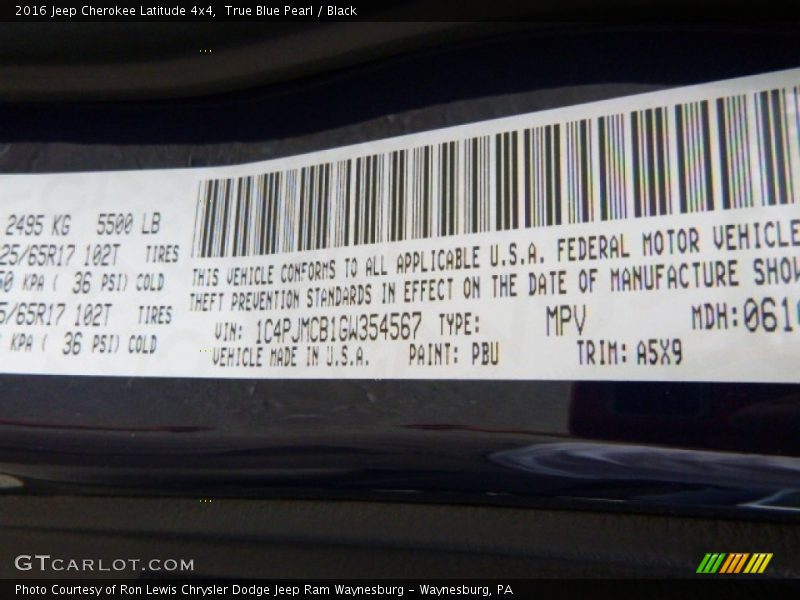 2016 Jeep Cherokee Latitude 4x4,  True Blue Pearl / Black
2495 KG 5500 LB
25/65R17 102T TIRES
50 KPA ( 36 PSI) COLD
5/65R17 102T TIRES
KPA ( 36 PSI) COLD
THIS VEHICLE CONFORMS TO ALL APPLICABLE U.S.A. FEDERAL MOTOR VEHICLE
THEFT PREVENTION STANDARDS IN EFFECT ON THE DATE OF MANUFACTURE SHOW
VIN: 1C4PJMCB1GW354567 TYPE: MPV MDH: 0610
VEHICLE MADE IN U.S.A. PAINT: PBU TRIM: A5X9
GTCARLOT.COM
Photo Courtesy of Ron Lewis Chrysler Dodge Jeep Ram Waynesburg - Waynesburg, PA